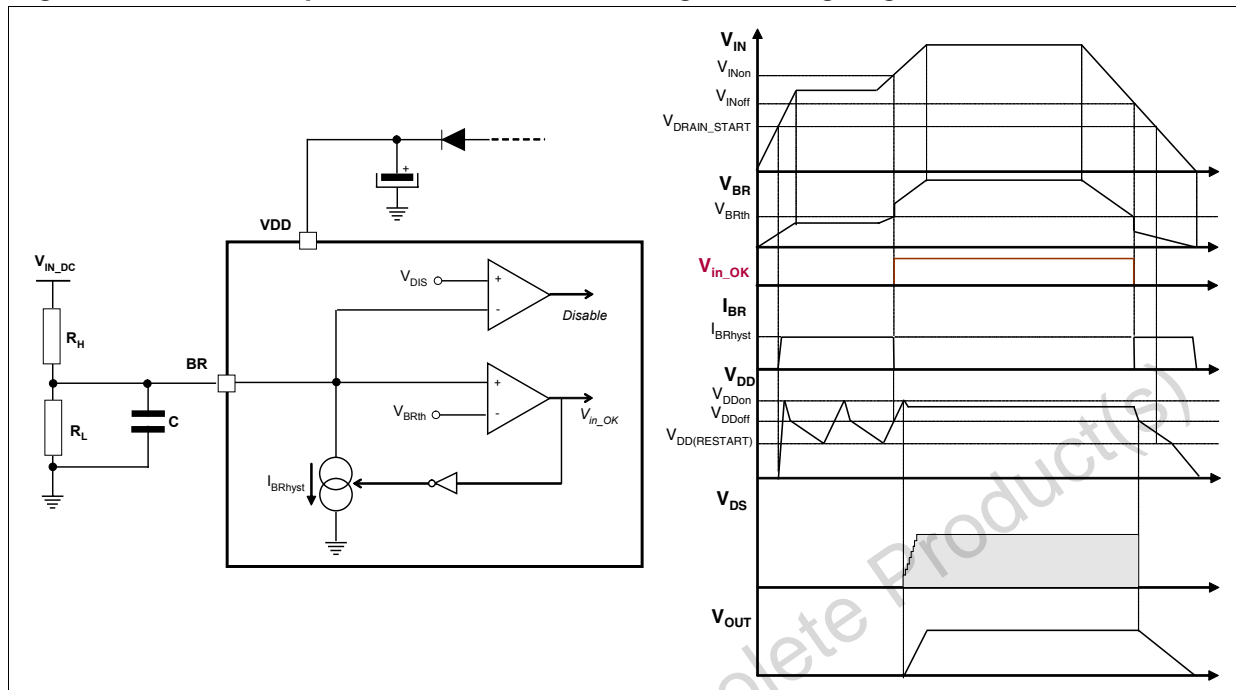 VDD
V_IN_DC
R_H
R_L
C
BR
V_DIS
+
-
Disable
+
V_BRth
-
V_in_OK
I_BRhyst
+
V_IN
V_INon
V_INoff
V_DRAIN_START
V_BR
V_BRth
V_in_OK
I_BR
I_BRhyst
V_DD
V_DDon
V_DDoff
V_DD(RESTART)
V_DS
V_OUT
olete Product(s)